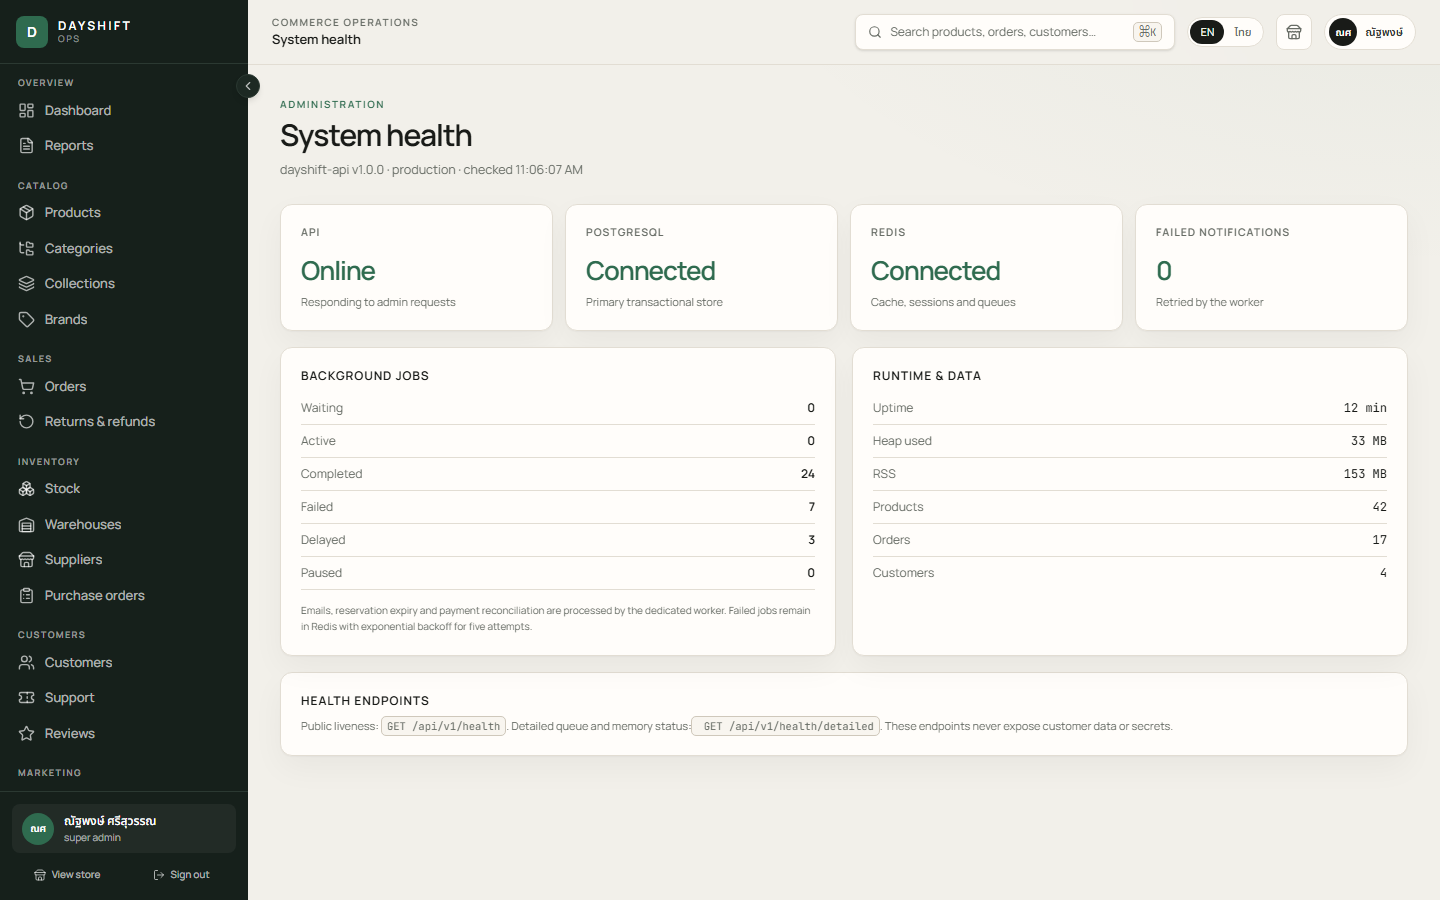 D
DAYSHIFT
OPS
OVERVIEW
Dashboard
Reports
CATALOG
Products
Categories
Collections
Brands
SALES
Orders
Returns & refunds
INVENTORY
Stock
Warehouses
Suppliers
Purchase orders
CUSTOMERS
Customers
Support
Reviews
MARKETING
ณศ
ณัฐพงษ์ ศรีสุวรรณ
super admin
View store
Sign out
COMMERCE OPERATIONS
System health
Search products, orders, customers...
⌘K
EN
ไทย
ณศ
ณัฐพงษ์
ADMINISTRATION
System health
dayshift-api v1.0.0 · production · checked 11:06:07 AM
API
Online
Responding to admin requests
POSTGRESQL
Connected
Primary transactional store
REDIS
Connected
Cache, sessions and queues
FAILED NOTIFICATIONS
0
Retried by the worker
BACKGROUND JOBS
Waiting 0
Active 0
Completed 24
Failed 7
Delayed 3
Paused 0
Emails, reservation expiry and payment reconciliation are processed by the dedicated worker. Failed jobs remain
in Redis with exponential backoff for five attempts.
RUNTIME & DATA
Uptime 12 min
Heap used 33 MB
RSS 153 MB
Products 42
Orders 17
Customers 4
HEALTH ENDPOINTS
Public liveness: GET /api/v1/health. Detailed queue and memory status: GET /api/v1/health/detailed. These endpoints never expose customer data or secrets.